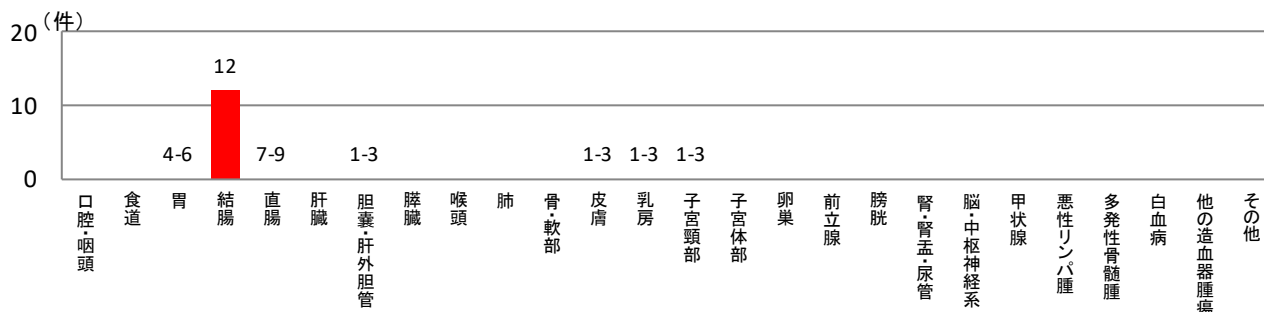 （件）
20
10
0
4-6
12
7-9
1-3
1-3
1-3
1-3
口腔・咽頭
食道
胃
結腸
直腸
肝臓
胆嚢・肝外胆管
膵臓
喉頭
肺
骨・軟部
皮膚
乳房
子宮頸部
子宮体部
卵巣
前立腺
膀胱
腎・腎盂・尿管
脳・中枢神経系
甲状腺
悪性リンパ腫
多発性骨髄腫
白血病
他の造血器腫瘍
その他